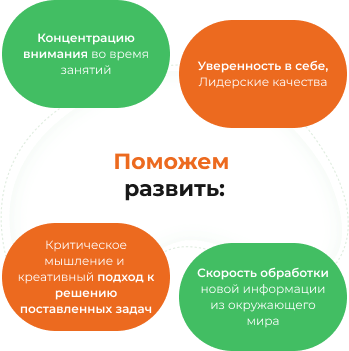 Концентрацию
внимания во время
занятий
Уверенность в себе,
Лидерские качества
Поможем
развить:
Критическое
мышление и
креативный подход к
решению
поставленных задач
Скорость обработки
новой информации
из окружающего
мира